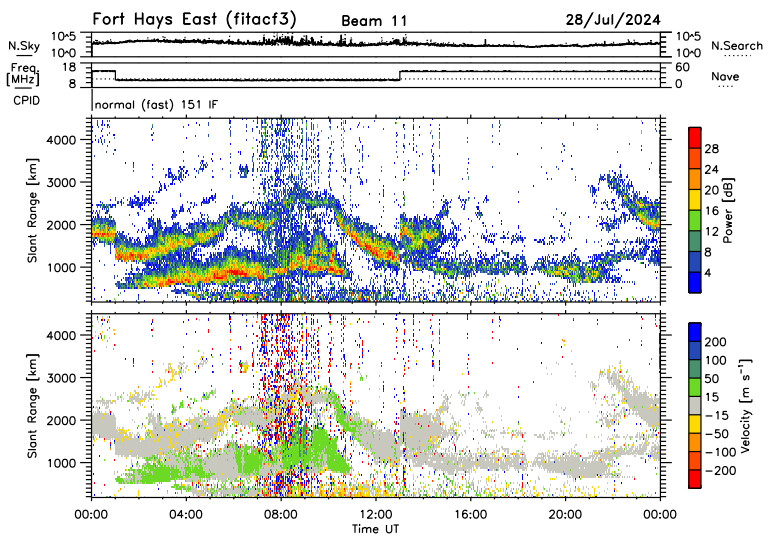 Fort Hays East (fitacf3) Beam 11 28/Jul/2024
N.Sky 10^5 10^0 10^5 10^0 N.Search
Freq. [MHz] 18 8 60 0 Nave
CPID normal (fast) 151 IF
Slant Range [km]
4000
3000
2000
1000
28
24
20
16
12
8
4
Power [dB]
Slant Range [km]
4000
3000
2000
1000
200
100
50
15
-15
-50
-100
-200
Velocity [m s⁻¹]
00:00 04:00 08:00 12:00 16:00 20:00 00:00
Time UT